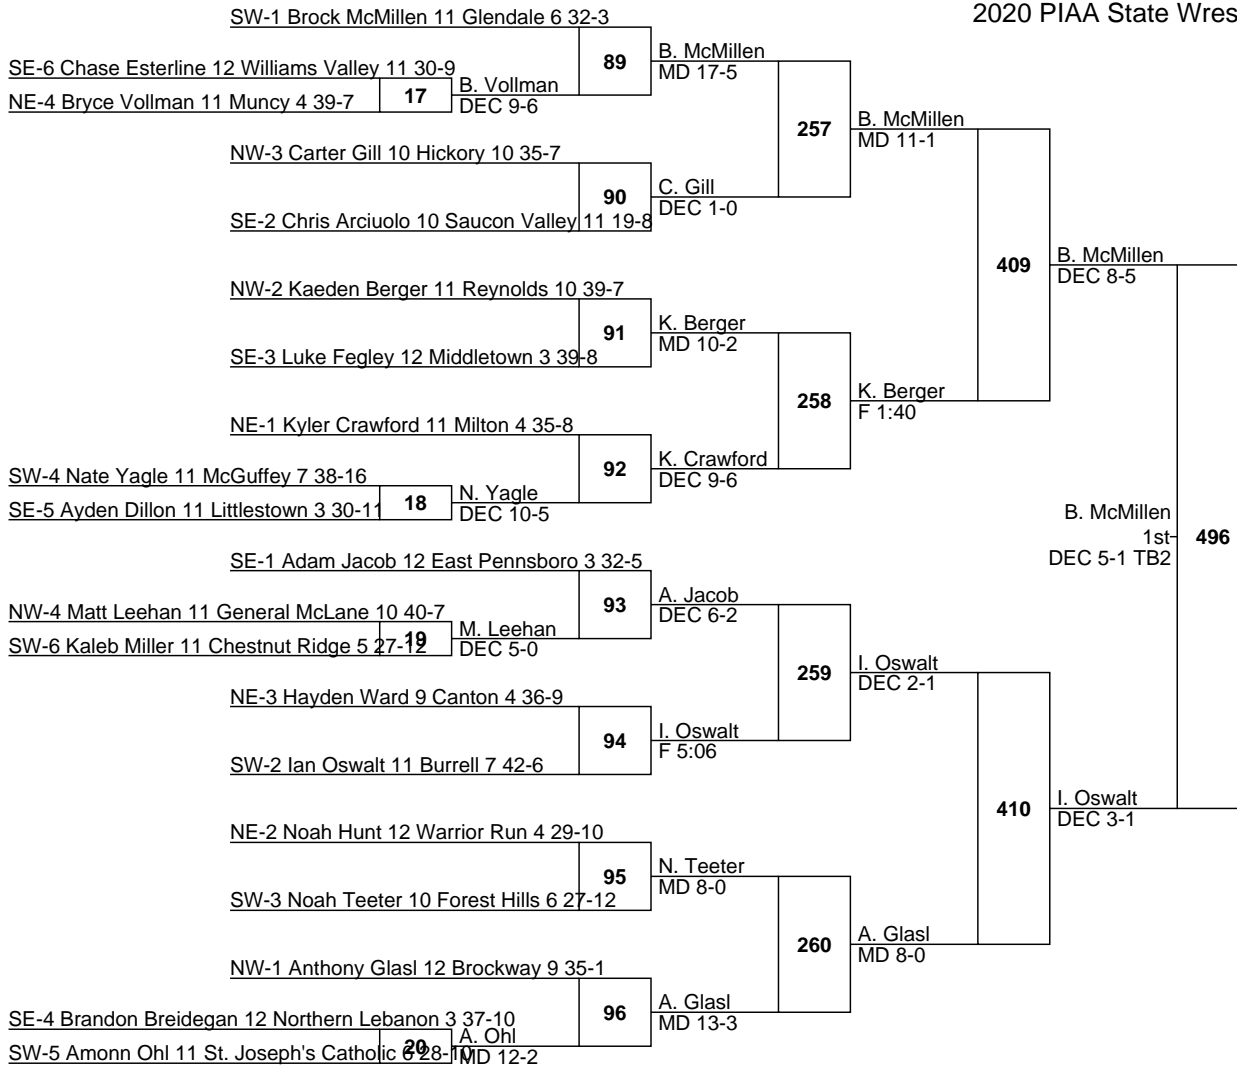 2020 PIAA State Wres
SW-1 Brock McMillen 11 Glendale 6 32-3
89
B. McMillen
MD 17-5
SE-6 Chase Esterline 12 Williams Valley 11 30-9
17
B. Vollman
DEC 9-6
NE-4 Bryce Vollman 11 Muncy 4 39-7
257
B. McMillen
MD 11-1
NW-3 Carter Gill 10 Hickory 10 35-7
90
C. Gill
DEC 1-0
SE-2 Chris Arciuolo 10 Saucon Valley 11 19-8
409
B. McMillen
DEC 8-5
NW-2 Kaeden Berger 11 Reynolds 10 39-7
91
K. Berger
MD 10-2
SE-3 Luke Fegley 12 Middletown 3 39-8
258
K. Berger
F 1:40
NE-1 Kyler Crawford 11 Milton 4 35-8
92
K. Crawford
DEC 9-6
SW-4 Nate Yagle 11 McGuffey 7 38-16
18
N. Yagle
DEC 10-5
SE-5 Ayden Dillon 11 Littlestown 3 30-11
B. McMillen
1st
DEC 5-1 TB2
496
SE-1 Adam Jacob 12 East Pennsboro 3 32-5
93
A. Jacob
DEC 6-2
NW-4 Matt Leehan 11 General McLane 10 40-7
19
M. Leehan
DEC 5-0
SW-6 Kaleb Miller 11 Chestnut Ridge 5 27-12
259
I. Oswalt
DEC 2-1
NE-3 Hayden Ward 9 Canton 4 36-9
94
I. Oswalt
F 5:06
SW-2 Ian Oswalt 11 Burrell 7 42-6
410
I. Oswalt
DEC 3-1
NE-2 Noah Hunt 12 Warrior Run 4 29-10
95
N. Teeter
MD 8-0
SW-3 Noah Teeter 10 Forest Hills 6 27-12
260
A. Glasl
MD 8-0
NW-1 Anthony Glasl 12 Brockway 9 35-1
96
A. Glasl
MD 13-3
SE-4 Brandon Breidegan 12 Northern Lebanon 3 37-10
20
A. Ohl
MD 12-2
SW-5 Amonn Ohl 11 St. Joseph's Catholic 6 28-10